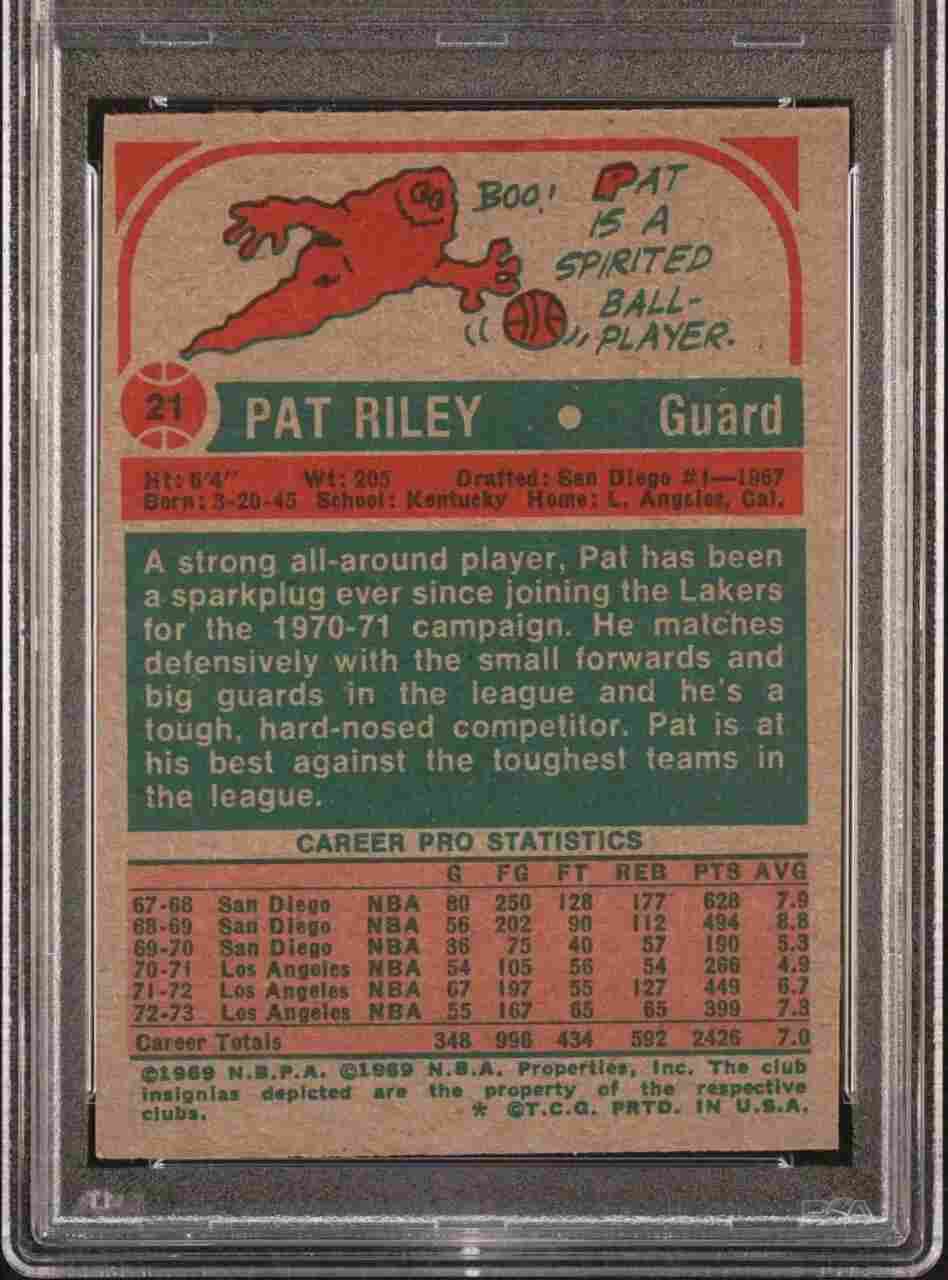 BOO! PAT
IS A
SPIRITED
BALL-
PLAYER.
21 PAT RILEY • Guard
Ht: 6'4" Wt: 205 Drafted: San Diego #1—1967
Born: 3-20-45 School: Kentucky Home: L. Angeles, Cal.
A strong all-around player, Pat has been
a sparkplug ever since joining the Lakers
for the 1970-71 campaign. He matches
defensively with the small forwards and
big guards in the league and he's a
tough, hard-nosed competitor. Pat is at
his best against the toughest teams in
the league.
CAREER PRO STATISTICS
G FG FT REB PTS AVG
67-68 San Diego NBA 80 250 128 177 628 7.9
68-69 San Diego NBA 56 202 90 112 494 8.8
69-70 San Diego NBA 36 75 40 57 190 5.3
70-71 Los Angeles NBA 54 105 56 54 266 4.9
71-72 Los Angeles NBA 67 197 55 127 449 6.7
72-73 Los Angeles NBA 55 167 65 65 399 7.3
Career Totals 348 996 434 592 2426 7.0
©1969 N.B.P.A. ©1969 N.B.A. Properties, Inc. The club
insignias depicted are the property of the respective
clubs. * ©T.C.G. PRTD. IN U.S.A.
PSA